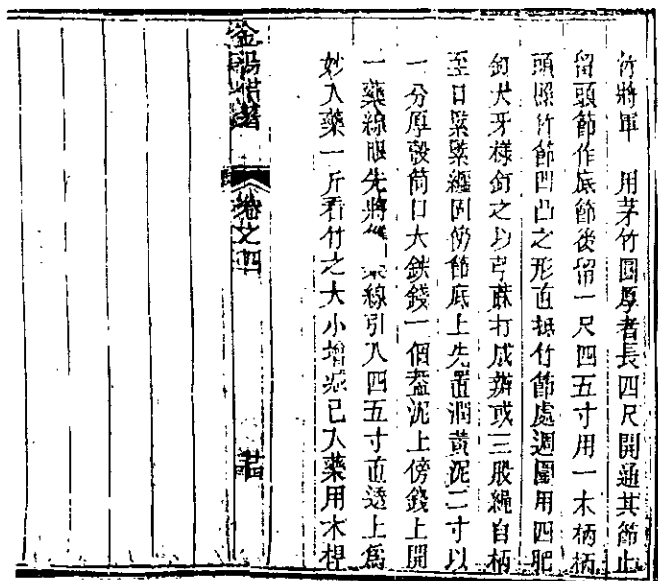 竹將軍 用茅竹圓厚者長四尺開通其節止
留頭節作底節後留一尺四五寸用一木柄柄
頭照竹節凹凸之形直抵竹節處週圍用四肥
釘犬牙樣釘之以苧蔴打成辮或三股繩自柄
至口緊緊纏固仍節底上先置潤黃泥二寸以
一分厚殼筒口大鉄錢一個蓋泥上傍錢上開
一藥線眼先將 藥線引入四五寸直透上爲
妙入藥一斤看竹之大小增減已入藥用木桿
金湯借箸
卷之四